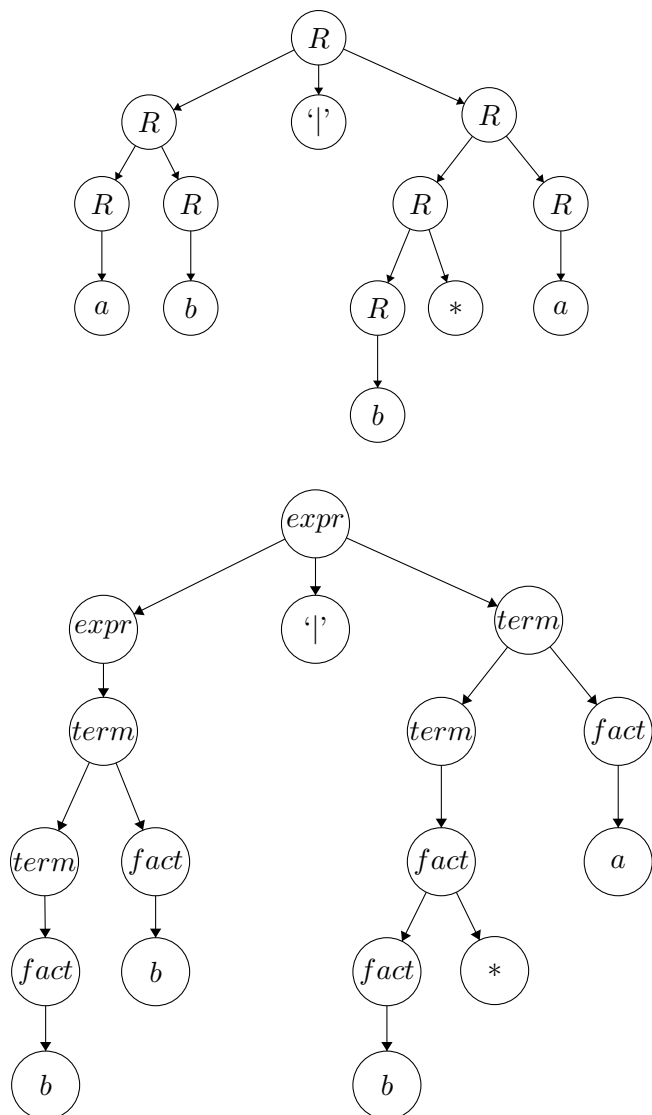 R
R ‘|’ R
R R R R
a b R * a
b
expr
expr ‘|’ term
term term fact
term fact fact a
fact b fact *
b b